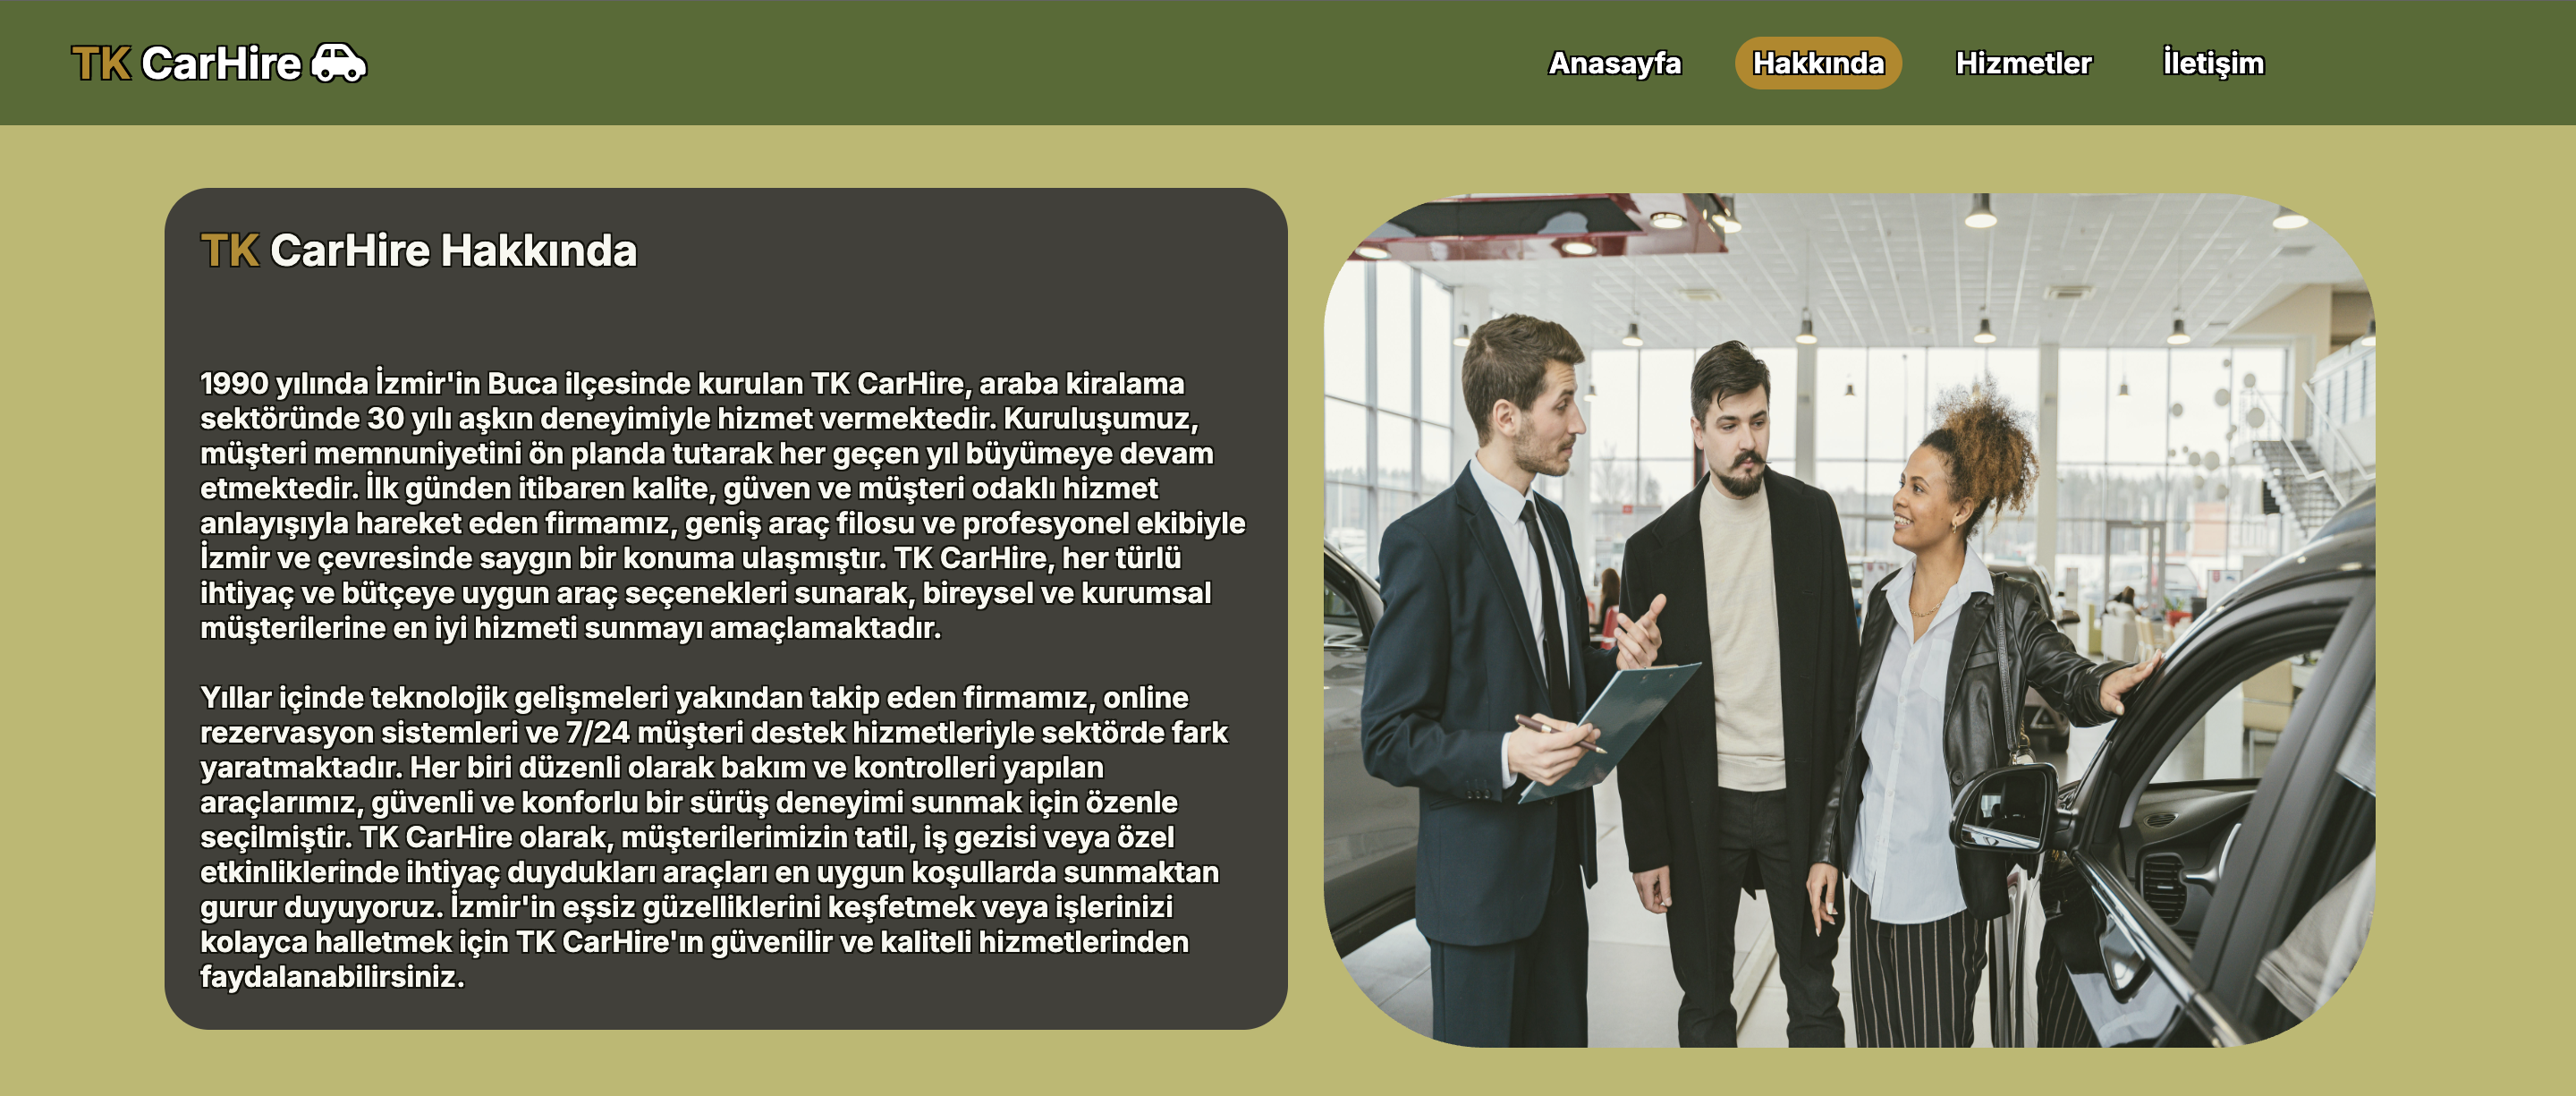 TK CarHire
Anasayfa
Hakkında
Hizmetler
İletişim
TK CarHire Hakkında
1990 yılında İzmir'in Buca ilçesinde kurulan TK CarHire, araba kiralama
sektöründe 30 yılı aşkın deneyimiyle hizmet vermektedir. Kuruluşumuz,
müşteri memnuniyetini ön planda tutarak her geçen yıl büyümeye devam
etmektedir. İlk günden itibaren kalite, güven ve müşteri odaklı hizmet
anlayışıyla hareket eden firmamız, geniş araç filosu ve profesyonel ekibiyle
İzmir ve çevresinde saygın bir konuma ulaşmıştır. TK CarHire, her türlü
ihtiyaç ve bütçeye uygun araç seçenekleri sunarak, bireysel ve kurumsal
müşterilerine en iyi hizmeti sunmayı amaçlamaktadır.
Yıllar içinde teknolojik gelişmeleri yakından takip eden firmamız, online
rezervasyon sistemleri ve 7/24 müşteri destek hizmetleriyle sektörde fark
yaratmaktadır. Her biri düzenli olarak bakım ve kontrolleri yapılan
araçlarımız, güvenli ve konforlu bir sürüş deneyimi sunmak için özenle
seçilmiştir. TK CarHire olarak, müşterilerimizin tatil, iş gezisi veya özel
etkinliklerinde ihtiyaç duydukları araçları en uygun koşullarda sunmaktan
gurur duyuyoruz. İzmir'in eşsiz güzelliklerini keşfetmek veya işlerinizi
kolayca halletmek için TK CarHire'ın güvenilir ve kaliteli hizmetlerinden
faydalanabilirsiniz.